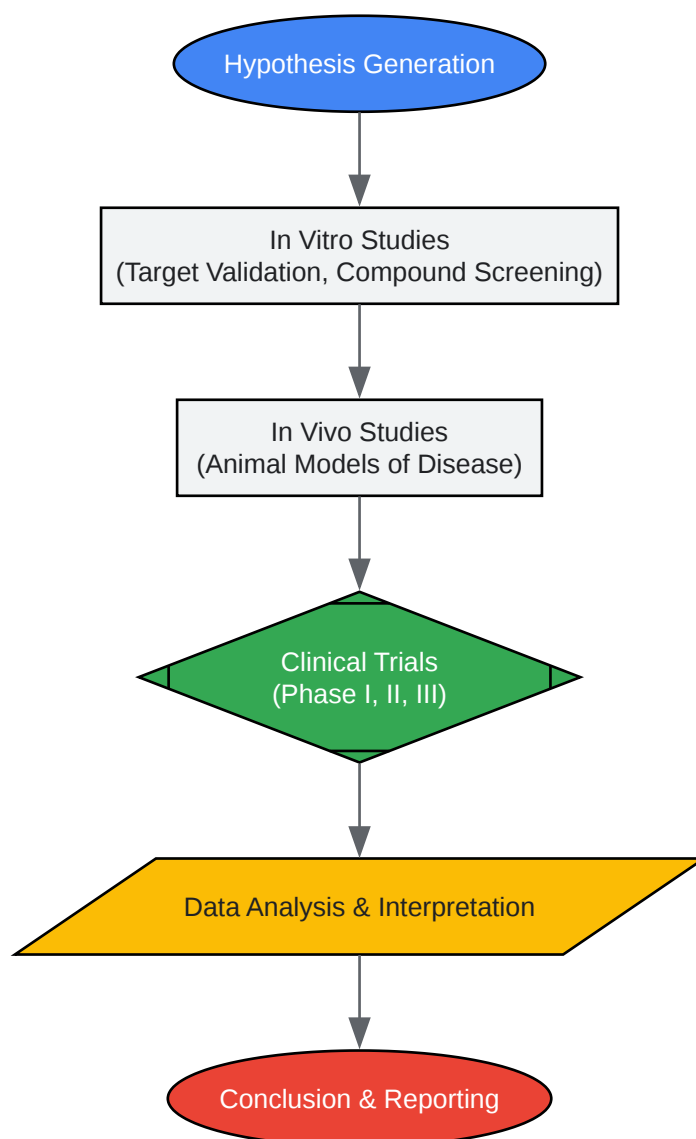 Hypothesis Generation
In Vitro Studies
(Target Validation, Compound Screening)
In Vivo Studies
(Animal Models of Disease)
Clinical Trials
(Phase I, II, III)
Data Analysis & Interpretation
Conclusion & Reporting